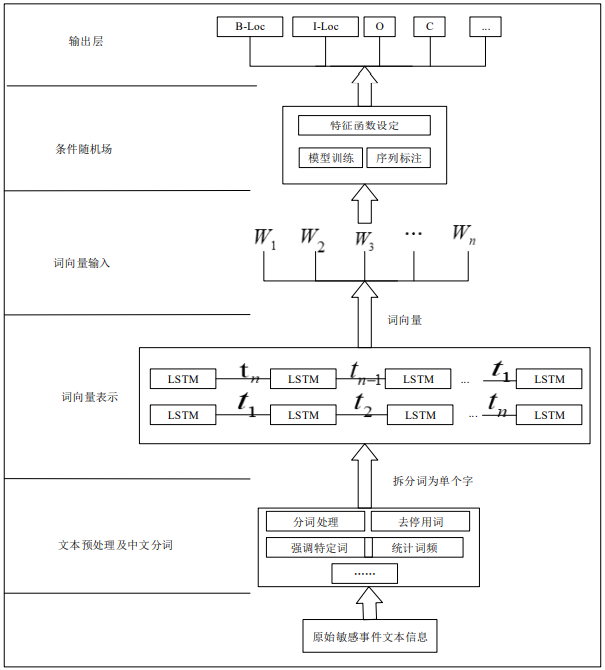 输出层
B-Loc I-Loc O C ...
条件随机场
特征函数设定
模型训练 序列标注
词向量输入
W1 W2 W3 ... Wn
词向量
词向量表示
LSTM tn LSTM tn-1 LSTM ... t1 LSTM
LSTM t1 LSTM t2 LSTM ... tn LSTM
拆分词为单个字
文本预处理及中文分词
分词处理 去停用词
强调特定词 统计词频
......
原始敏感事件文本信息